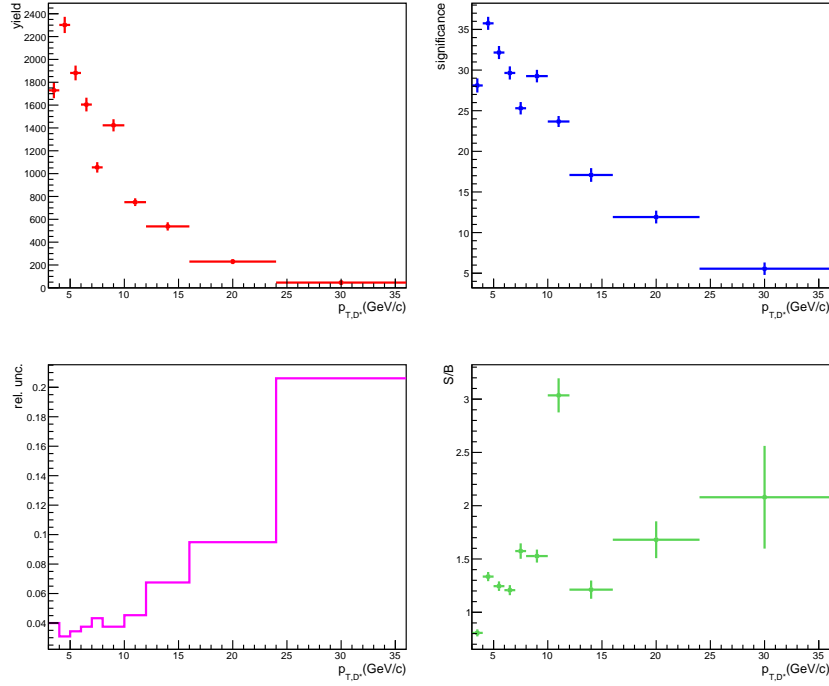 yield
2400
2200
2000
1800
1600
1400
1200
1000
800
600
400
200
0
5 10 15 20 25 30 35
p_T,D*(GeV/c)
significance
35
30
25
20
15
10
5
5 10 15 20 25 30 35
p_T,D*(GeV/c)
rel. unc.
0.2
0.18
0.16
0.14
0.12
0.1
0.08
0.06
0.04
5 10 15 20 25 30 35
p_T,D*(GeV/c)
S/B
3
2.5
2
1.5
1
5 10 15 20 25 30 35
p_T,D*(GeV/c)